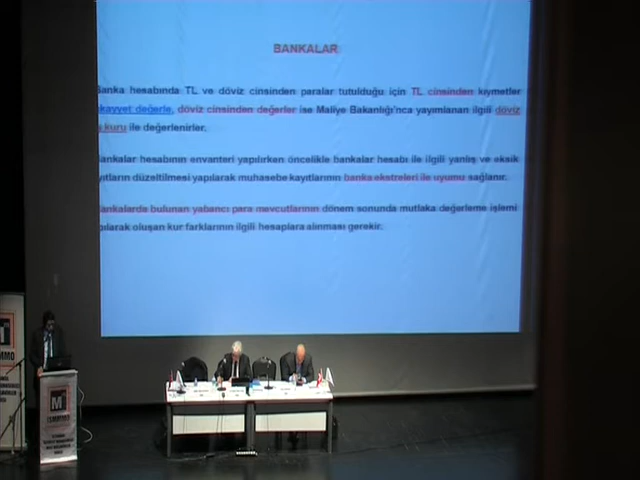 BANKALAR
Banka hesabında TL ve döviz cinsinden paralar tutulduğu için TL cinsinden kıymetler
mukayyet değerle, döviz cinsinden değerler ise Maliye Bakanlığı'nca yayımlanan ilgili döviz
kuru ile değerlenirler.
Bankalar hesabının envanteri yapılırken öncelikle bankalar hesabı ile ilgili yanlış ve eksik
kayıtların düzeltilmesi yapılarak muhasebe kayıtlarının banka ekstreleri ile uyumu sağlanır.
Bankalarda bulunan yabancı para mevcutlarının dönem sonunda mutlaka değerleme işlemi
yapılarak oluşan kur farklarının ilgili hesaplara alınması gerekir.